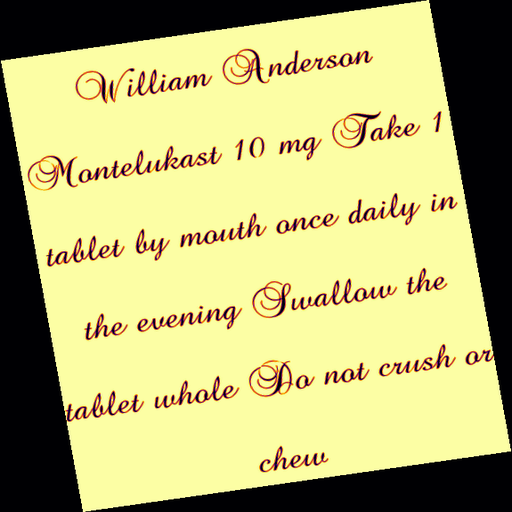 William Anderson
Montelukast 10 mg Take 1
tablet by mouth once daily in
the evening Swallow the
tablet whole Do not crush or
chew